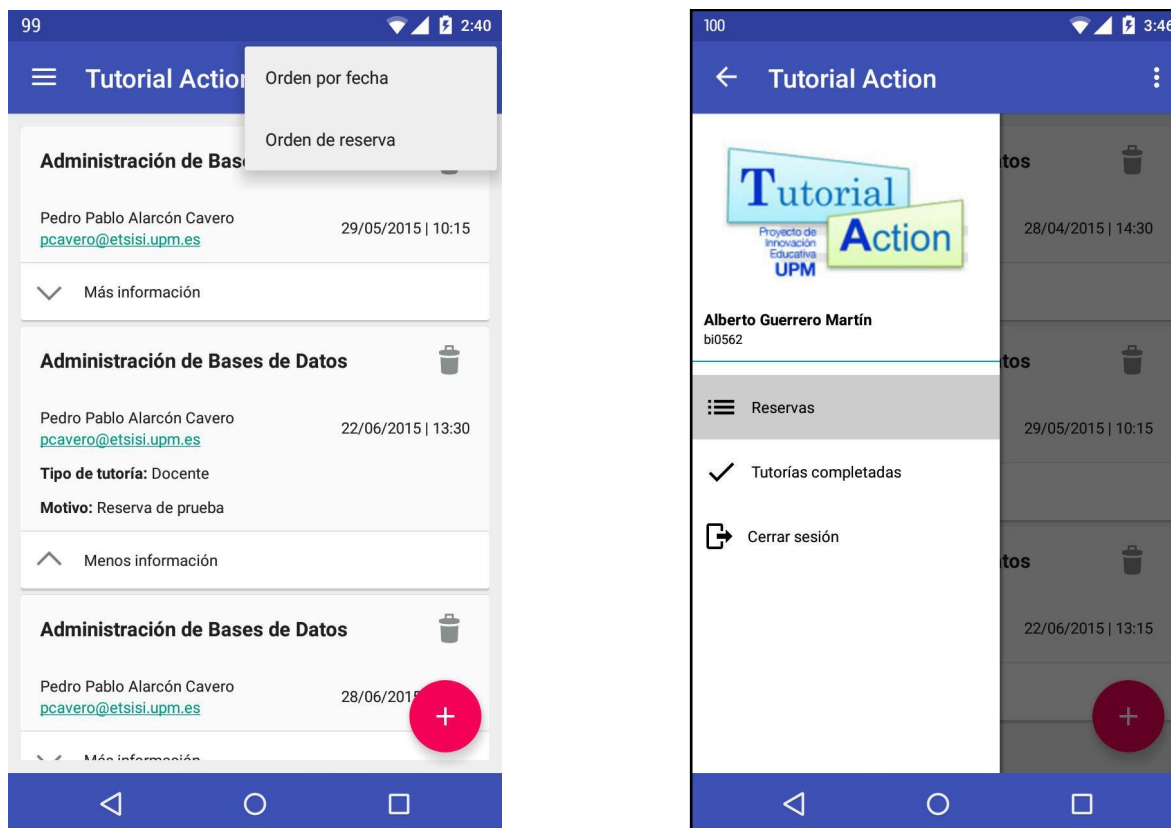 99
2:40
Tutorial Action
Orden por fecha
Orden de reserva
Administración de Bas
Pedro Pablo Alarcón Cavero
pcavero@etsisi.upm.es
29/05/2015 | 10:15
Más información
Administración de Bases de Datos
Pedro Pablo Alarcón Cavero
pcavero@etsisi.upm.es
22/06/2015 | 13:30
Tipo de tutoría: Docente
Motivo: Reserva de prueba
Menos información
Administración de Bases de Datos
Pedro Pablo Alarcón Cavero
pcavero@etsisi.upm.es
28/06/2015
+
Más información
100
3:46
Tutorial Action
Tutorial
Proyecto de
Innovación
Educativa
UPM
Action
Alberto Guerrero Martín
bi0562
Reservas
Tutorías completadas
Cerrar sesión
tos
28/04/2015 | 14:30
tos
29/05/2015 | 10:15
tos
22/06/2015 | 13:15
+